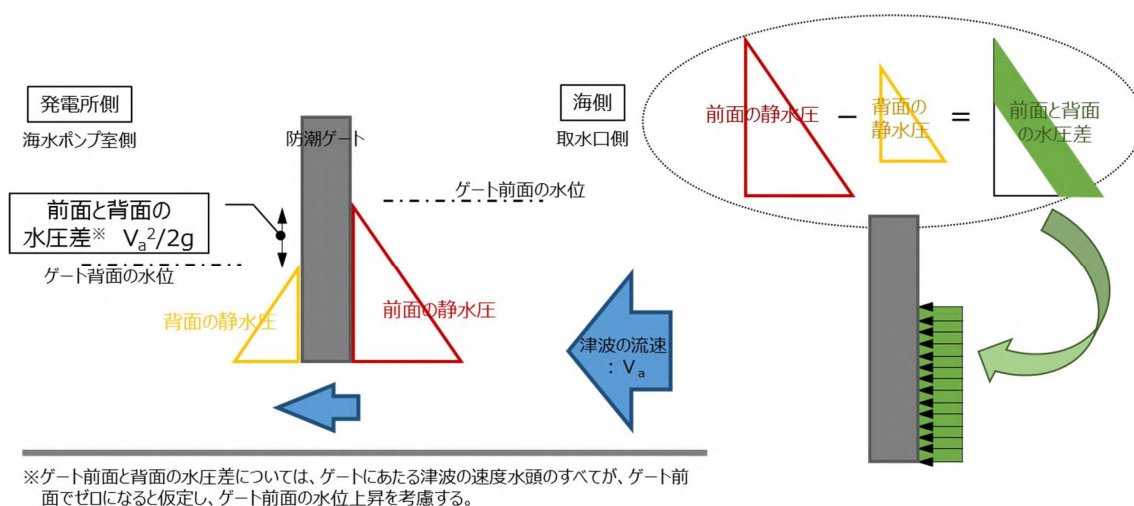 発電所側
海水ポンプ室側
防潮ゲート
海側
取水口側
ゲート前面の水位
前面と背面の
水圧差※ Va²/2g
ゲート背面の水位
背面の静水圧
前面の静水圧
津波の流速
：Va
前面の静水圧
－
背面の
静水圧
＝
前面と背面
の水圧差
※ゲート前面と背面の水圧差については、ゲートにあたる津波の速度水頭のすべてが、ゲート前
面でゼロになると仮定し、ゲート前面の水位上昇を考慮する。